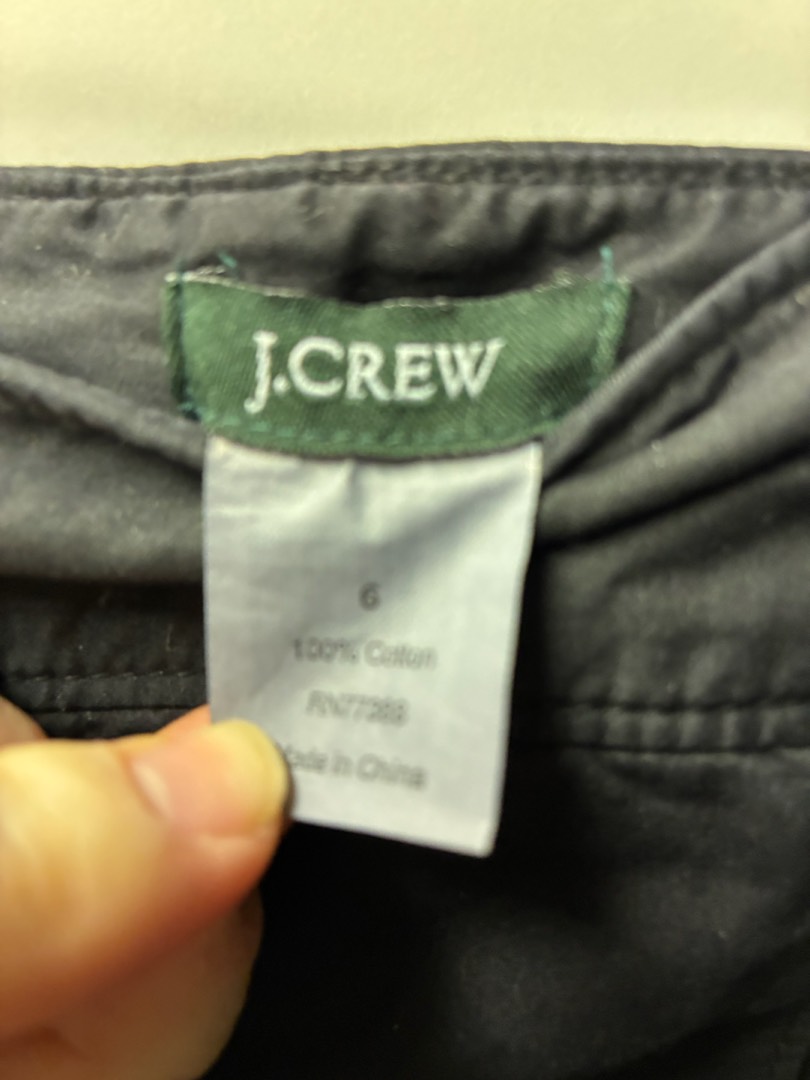 J.CREW
6
100% Cotton
RN77388
Made in China